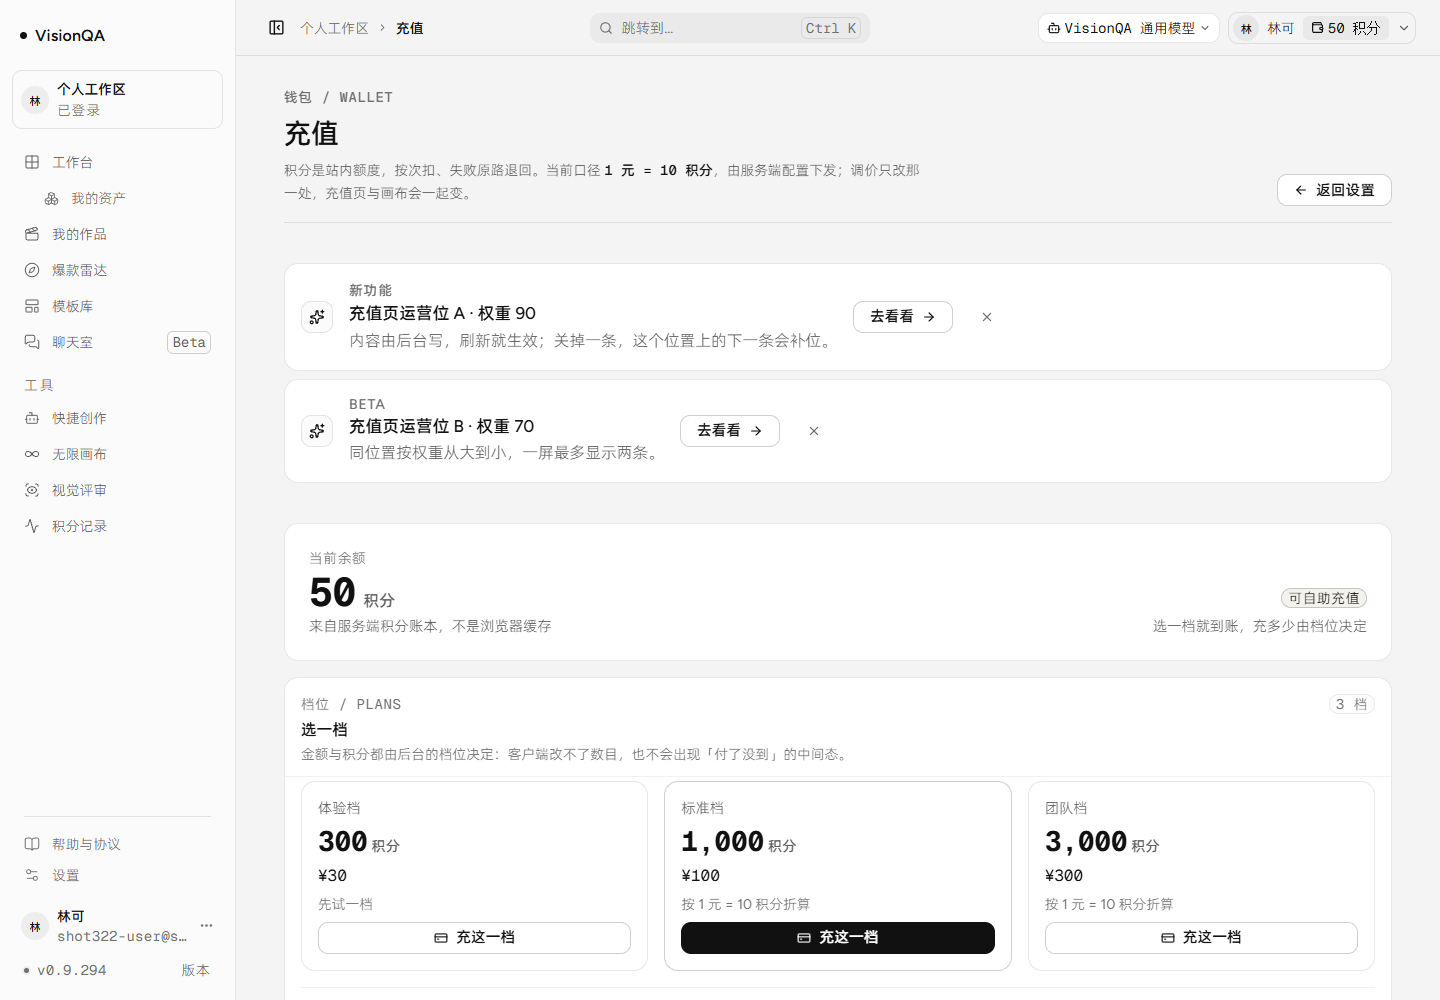 VisionQA
林
个人工作区
已登录
工作台
我的资产
我的作品
爆款雷达
模板库
聊天室
Beta
工具
快捷创作
无限画布
视觉评审
积分记录
帮助与协议
设置
林
林可
shot322-user@s…
v0.9.294
版本
个人工作区
充值
跳转到…
Ctrl K
VisionQA 通用模型
林
林可
50 积分
钱包 / WALLET
充值
积分是站内额度，按次扣、失败原路退回。当前口径 1 元 = 10 积分，由服务端配置下发；调价只改那
一处，充值页与画布会一起变。
返回设置
新功能
充值页运营位 A · 权重 90
内容由后台写，刷新就生效；关掉一条，这个位置上的下一条会补位。
去看看
BETA
充值页运营位 B · 权重 70
同位置按权重从大到小，一屏最多显示两条。
去看看
当前余额
50 积分
来自服务端积分账本，不是浏览器缓存
可自助充值
选一档就到账，充多少由档位决定
档位 / PLANS
3 档
选一档
金额与积分都由后台的档位决定：客户端改不了数目，也不会出现「付了没到」的中间态。
体验档
300 积分
¥30
先试一档
充这一档
标准档
1,000 积分
¥100
按 1 元 = 10 积分折算
充这一档
团队档
3,000 积分
¥300
按 1 元 = 10 积分折算
充这一档